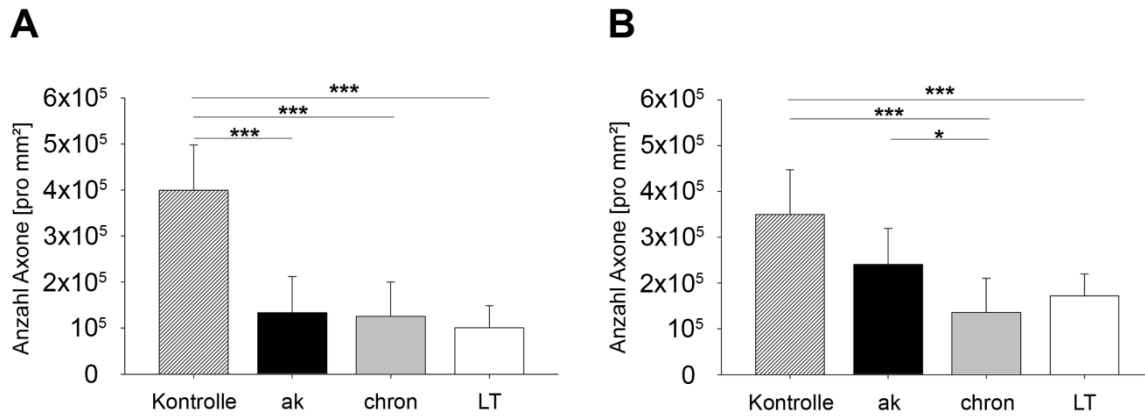 A
Anzahl Axone [pro mm²]
6x10⁵
5x10⁵
4x10⁵
3x10⁵
2x10⁵
10⁵
0
***
***
***
Kontrolle ak chron LT
B
Anzahl Axone [pro mm²]
6x10⁵
5x10⁵
4x10⁵
3x10⁵
2x10⁵
10⁵
0
***
***
*
Kontrolle ak chron LT